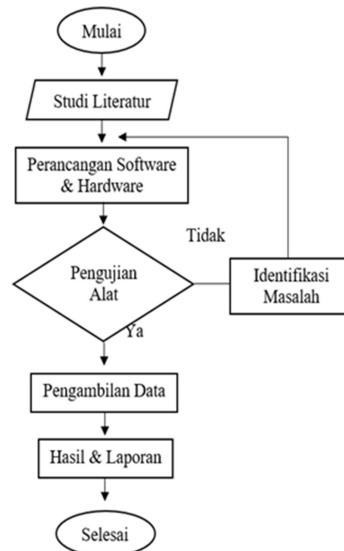 Mulai
Studi Literatur
Perancangan Software
& Hardware
Tidak
Pengujian
Alat
Identifikasi
Masalah
Ya
Pengambilan Data
Hasil & Laporan
Selesai